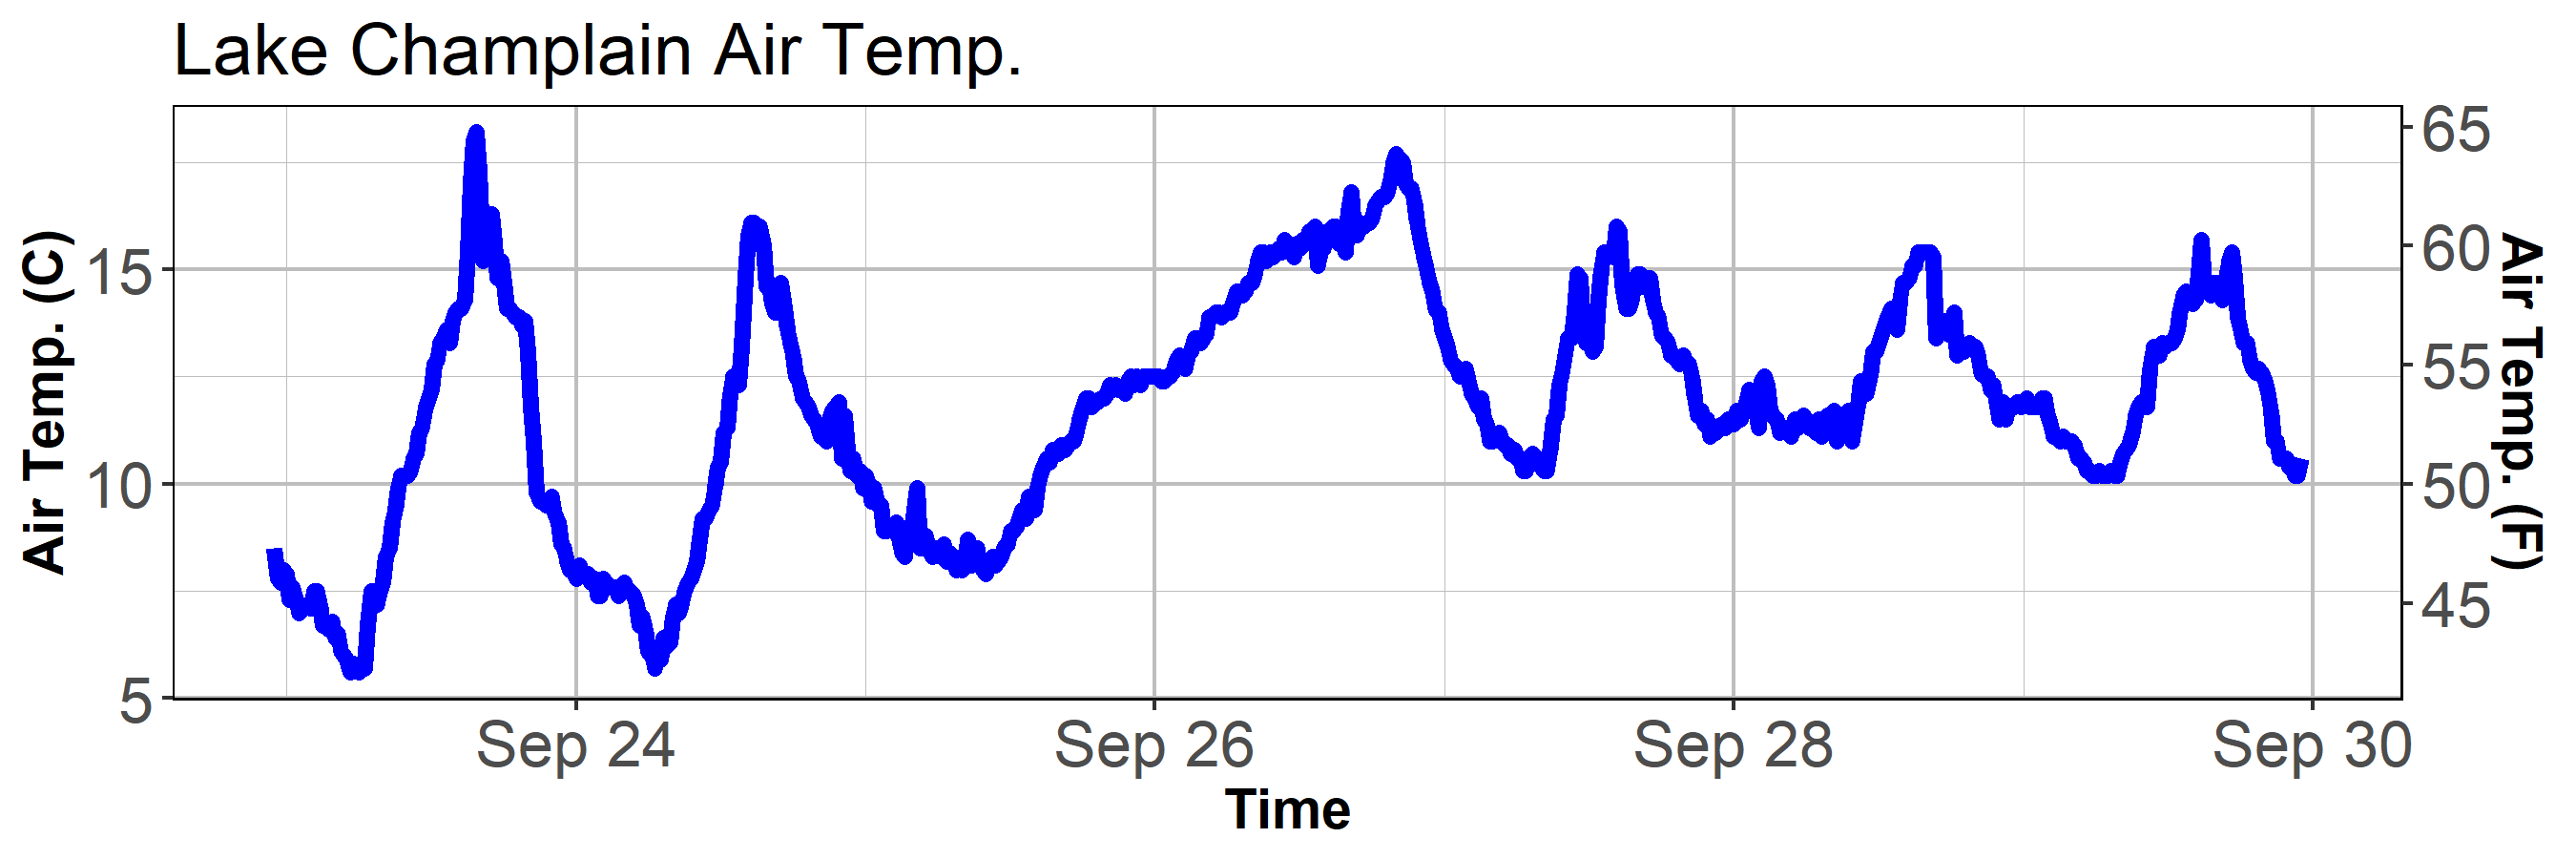 Lake Champlain Air Temp.
Air Temp. (C)
15
10
5
65
60
55
50
45
Air Temp. (F)
Sep 24 Sep 26 Sep 28 Sep 30
Time